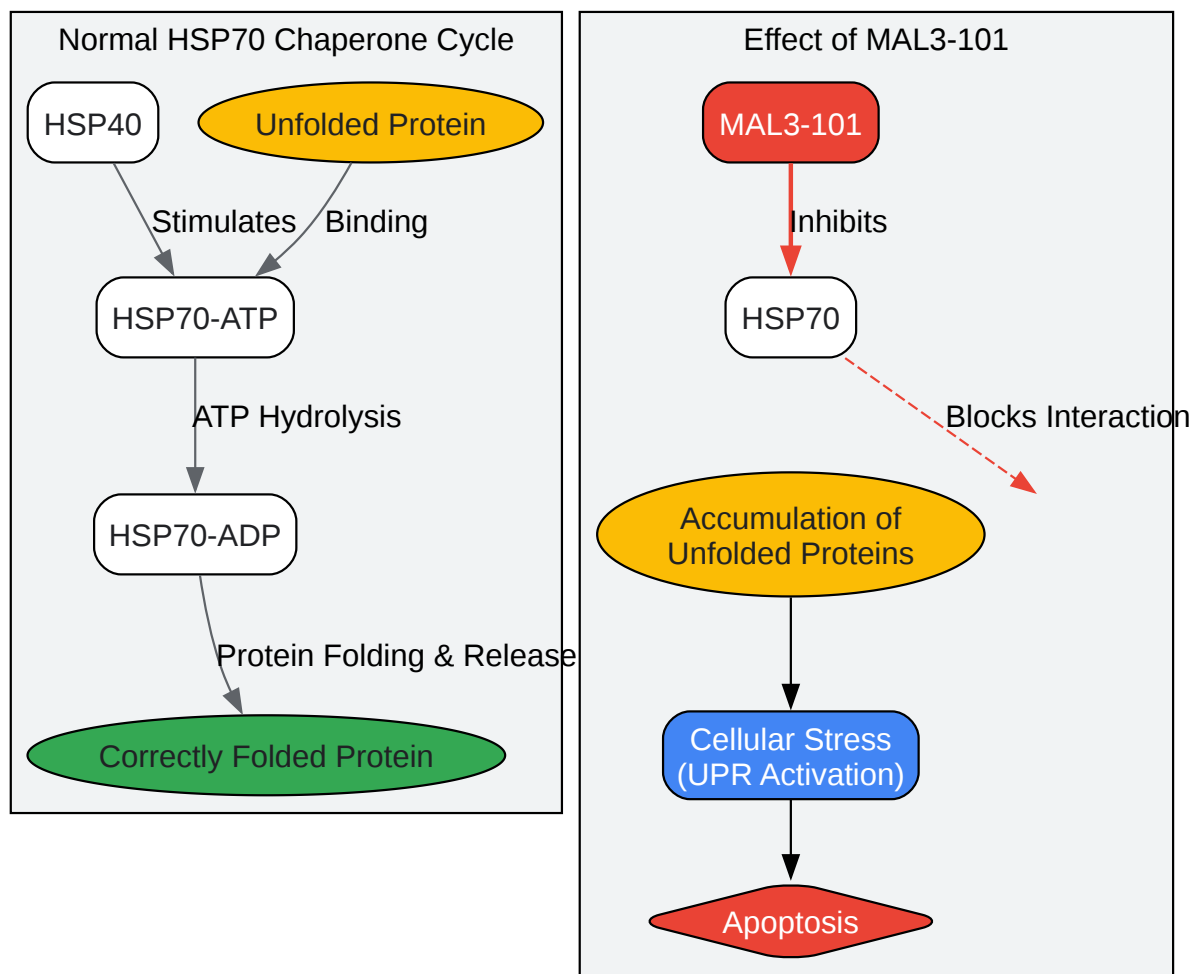 Normal HSP70 Chaperone Cycle
HSP40
Unfolded Protein
Stimulates
Binding
HSP70-ATP
ATP Hydrolysis
HSP70-ADP
Protein Folding & Release
Correctly Folded Protein
Effect of MAL3-101
MAL3-101
Inhibits
HSP70
Blocks Interaction
Accumulation of
Unfolded Proteins
Cellular Stress
(UPR Activation)
Apoptosis